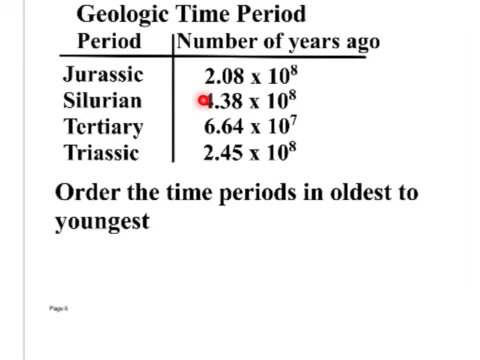 Geologic Time Period
Period Number of years ago
Jurassic 2.08 x 10⁸
Silurian 4.38 x 10⁸
Tertiary 6.64 x 10⁷
Triassic 2.45 x 10⁸
Order the time periods in oldest to
youngest
Page 6